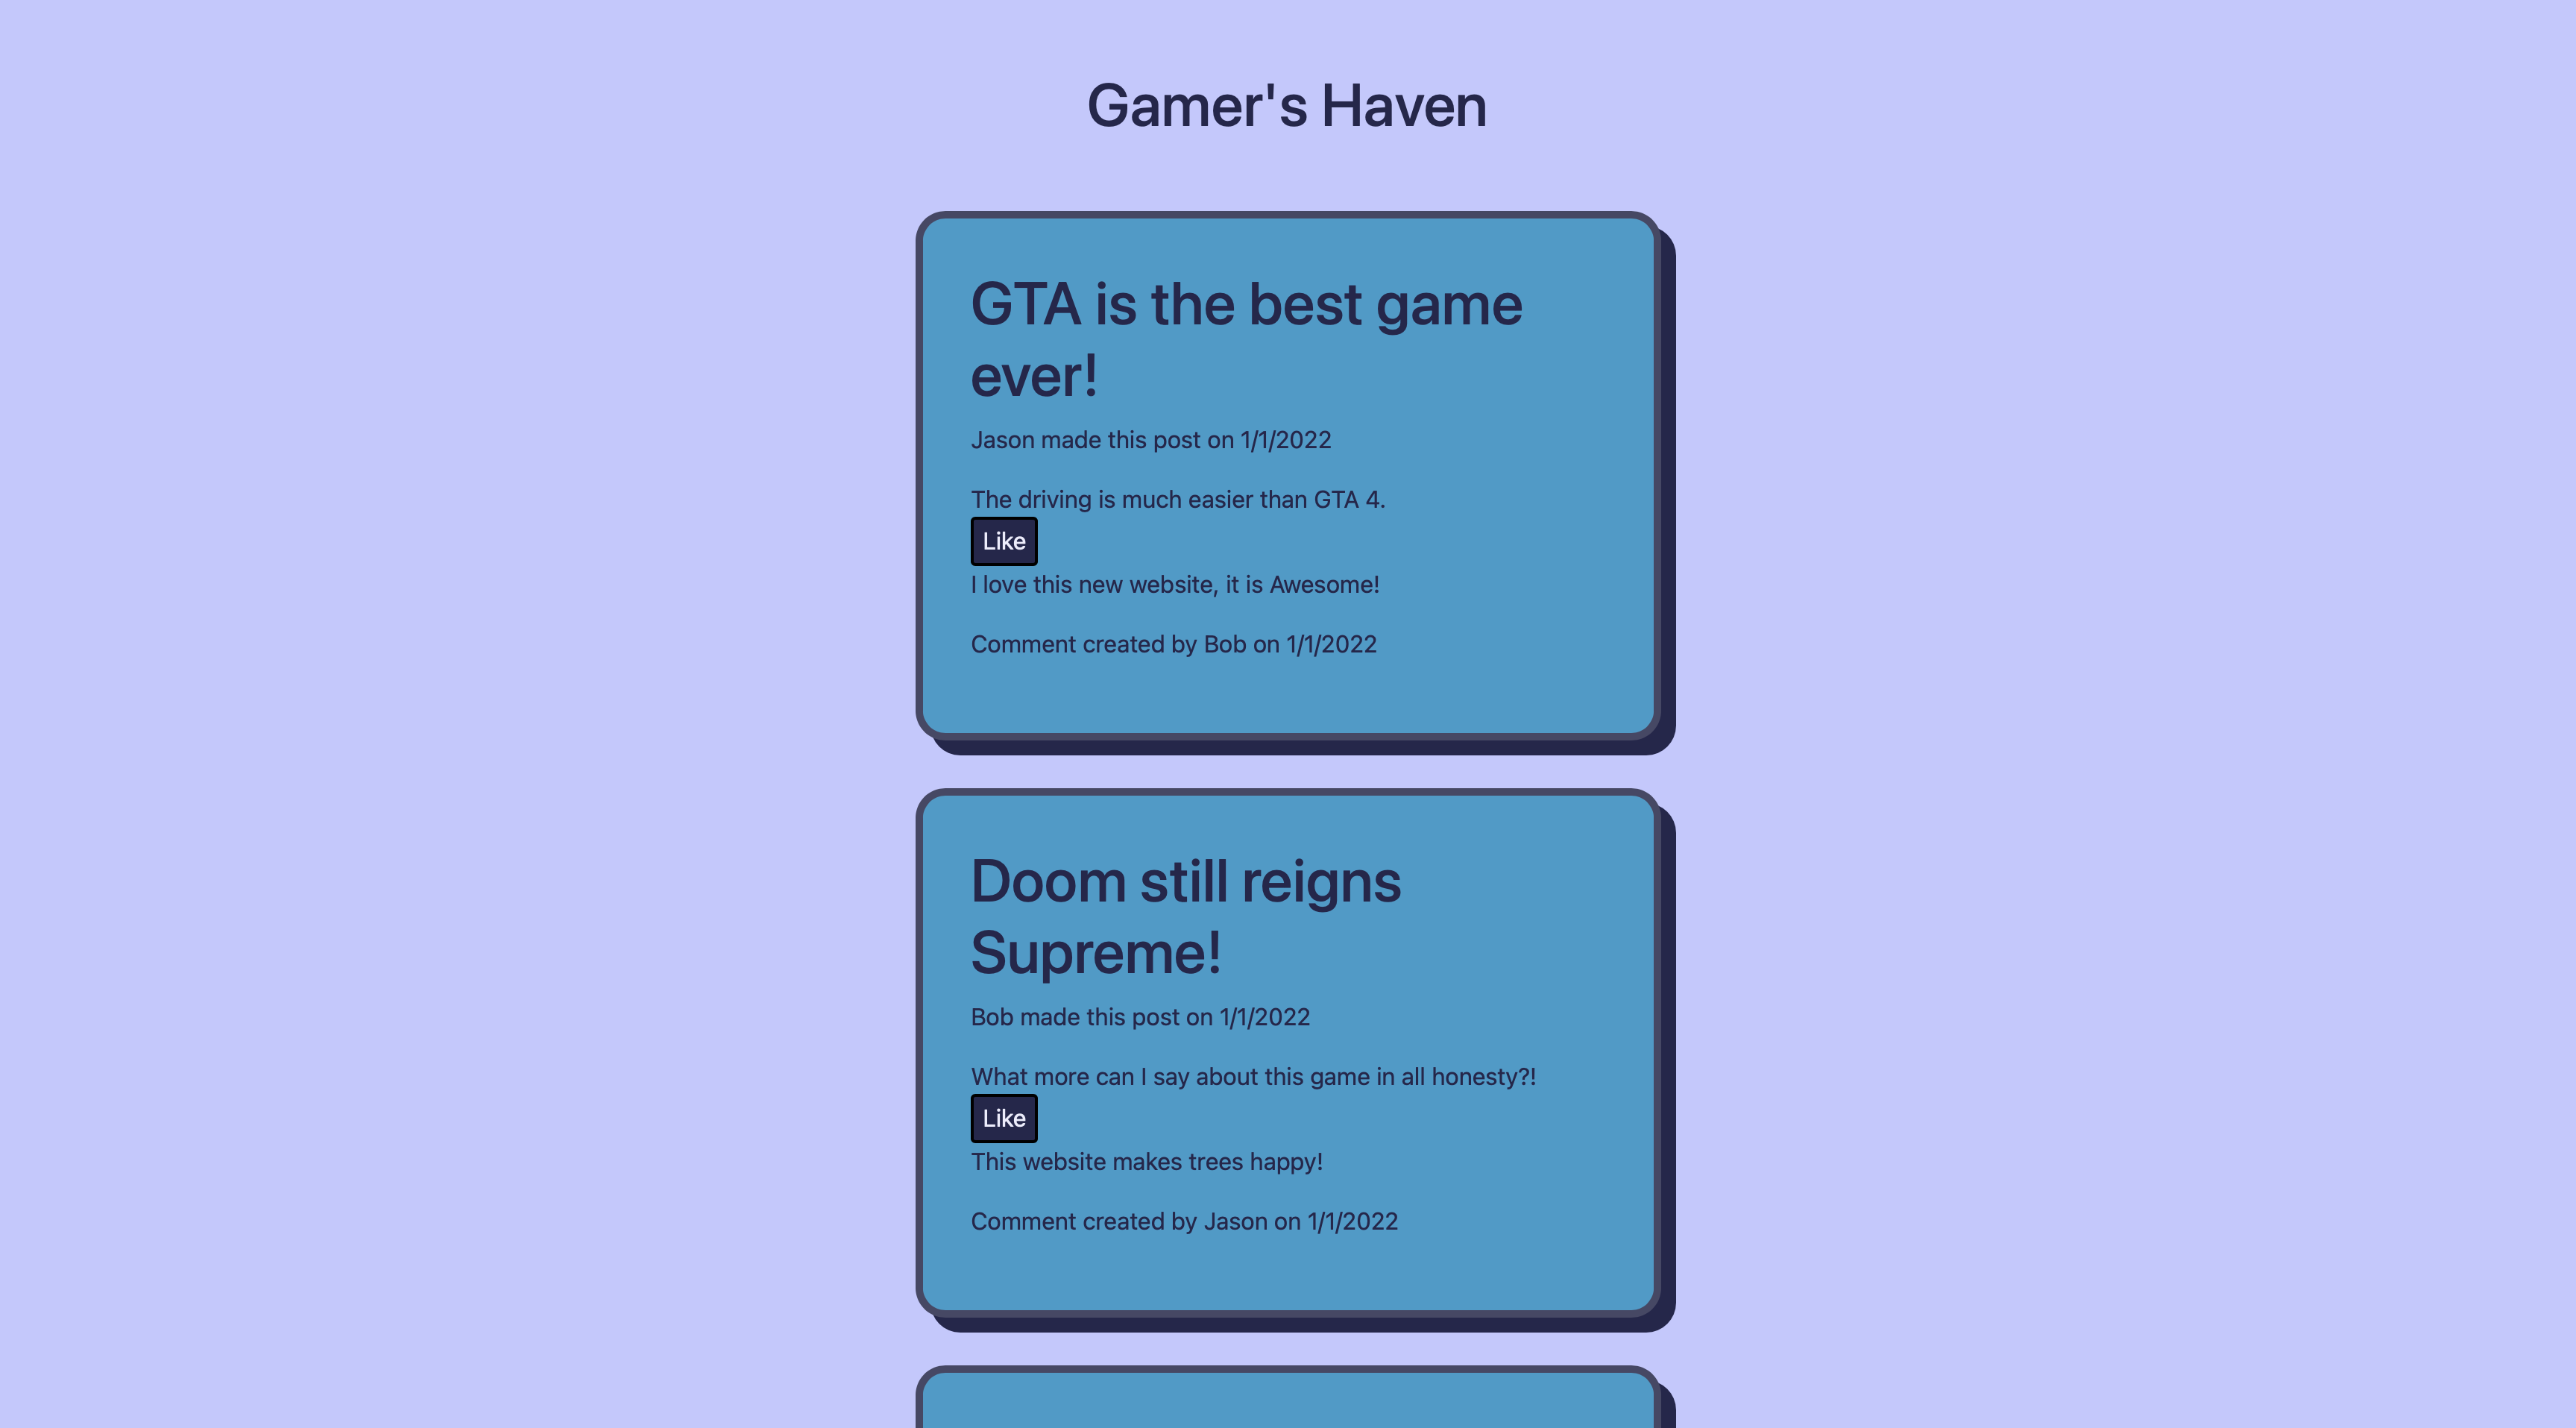 Gamer's Haven
GTA is the best game
ever!
Jason made this post on 1/1/2022
The driving is much easier than GTA 4.
Like
I love this new website, it is Awesome!
Comment created by Bob on 1/1/2022
Doom still reigns
Supreme!
Bob made this post on 1/1/2022
What more can I say about this game in all honesty?!
Like
This website makes trees happy!
Comment created by Jason on 1/1/2022